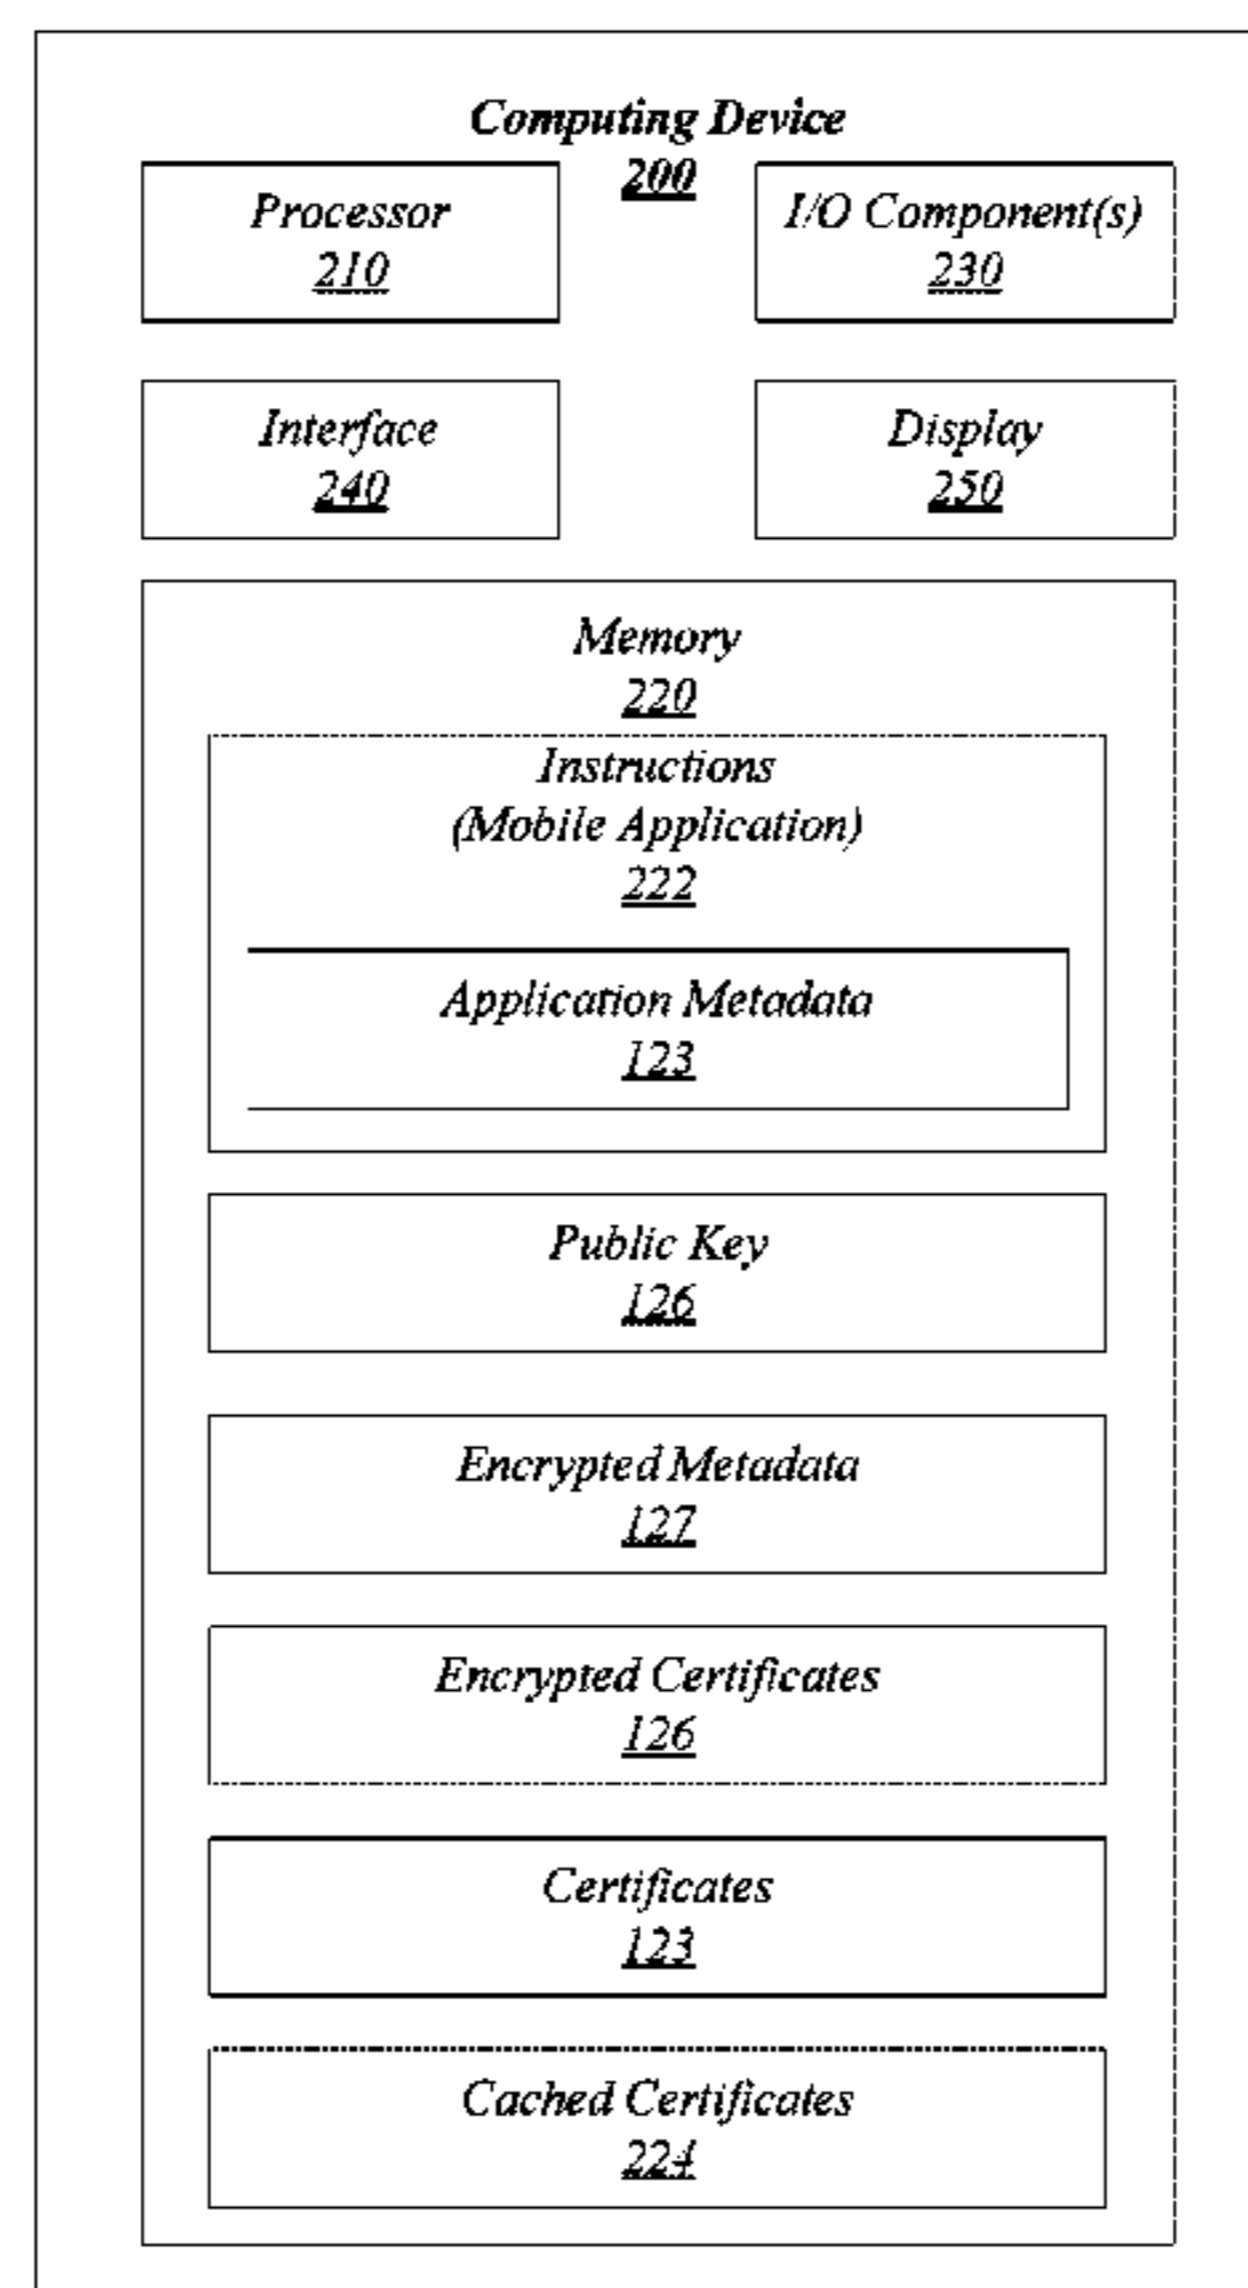 Computing Device
200
Processor
210
I/O Component(s)
230
Interface
240
Display
250
Memory
220
Instructions
(Mobile Application)
222
Application Metadata
123
Public Key
126
Encrypted Metadata
127
Encrypted Certificates
126
Certificates
123
Cached Certificates
224